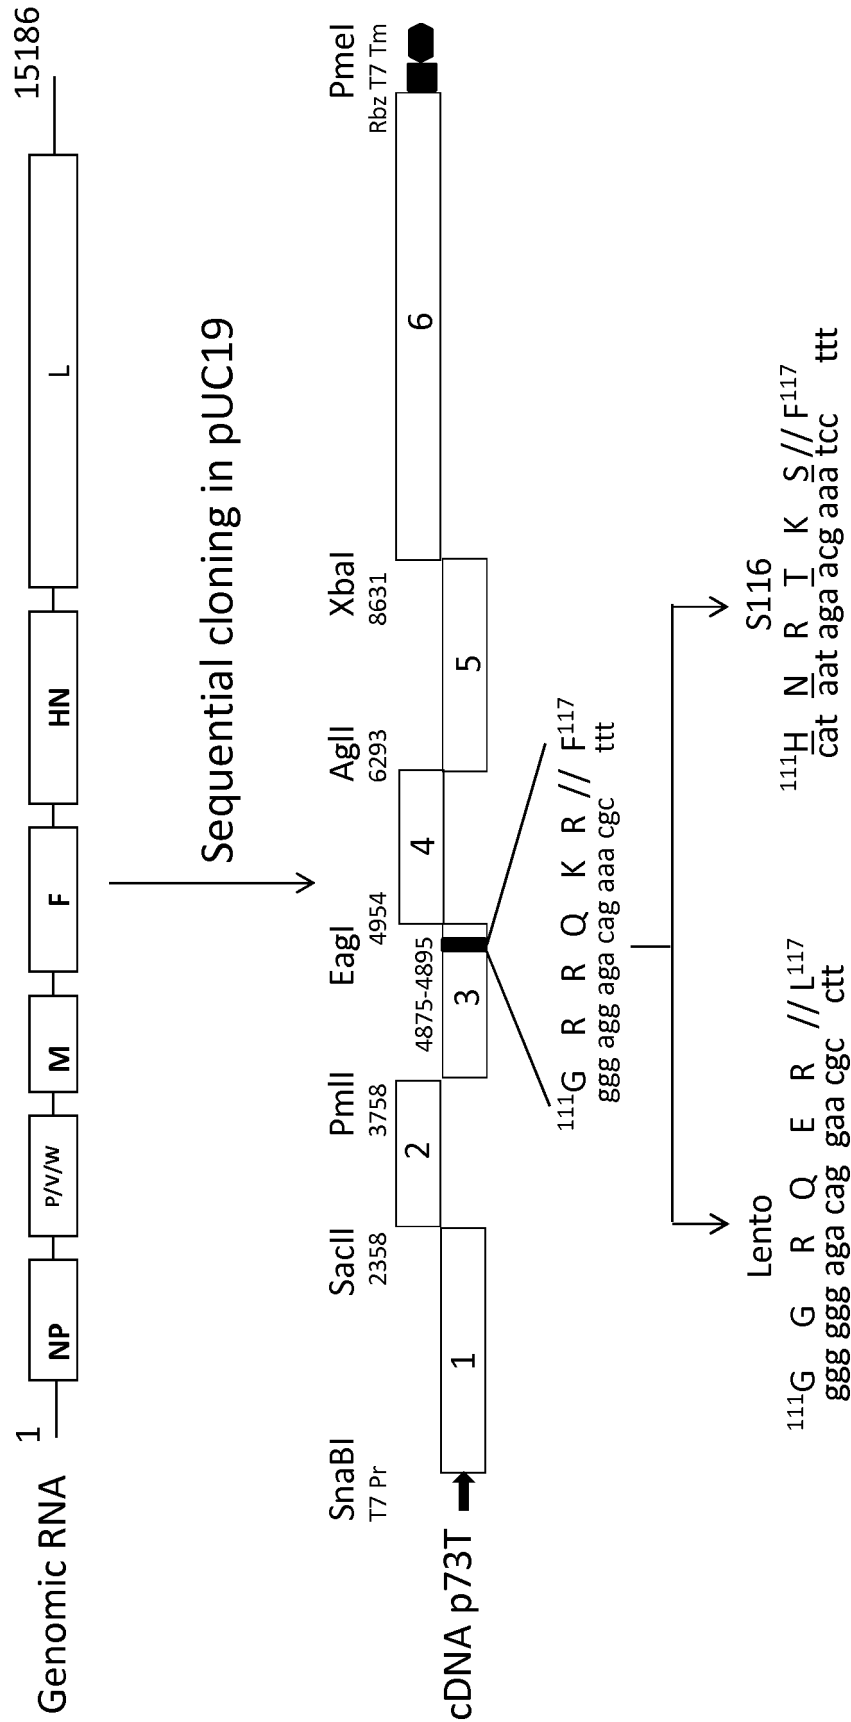 Genomic RNA
1
15186
NP
P/V/W
M
F
HN
L
Sequential cloning in pUC19
SnaBI
SacII
PmlI
EagI
AgII
XbaI
PmeI
T7 Pr
2358
3758
4954
6293
8631
Rbz T7 Tm
4875-4895
cDNA p73T
1
2
3
4
5
6
¹¹¹G R R Q K R // F¹¹⁷
ggg agg aga cag aaa cgc ttt
Lento
¹¹¹G G R Q E R // L¹¹⁷
ggg ggg aga cag gaa cgc ctt
S116
¹¹¹H N R T K S // F¹¹⁷
cat aat aga acg aaa tcc ttt